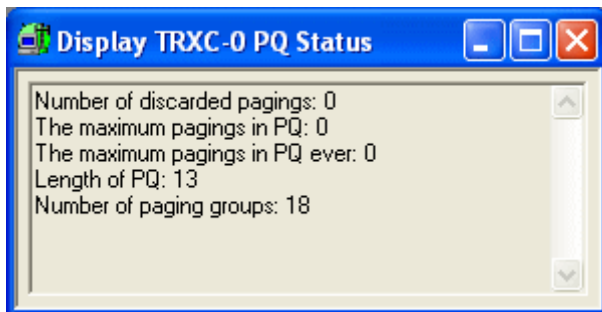 Display TRXC-0 PQ Status
Number of discarded pagings: 0
The maximum pagings in PQ: 0
The maximum pagings in PQ ever: 0
Length of PQ: 13
Number of paging groups: 18